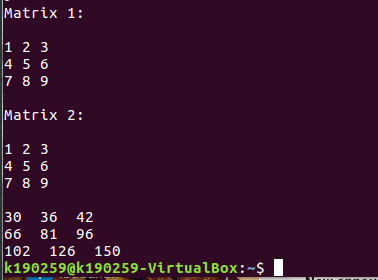 Matrix 1:
1 2 3
4 5 6
7 8 9
Matrix 2:
1 2 3
4 5 6
7 8 9
30  36  42
66  81  96
102  126  150
k190259@k190259-VirtualBox:~$